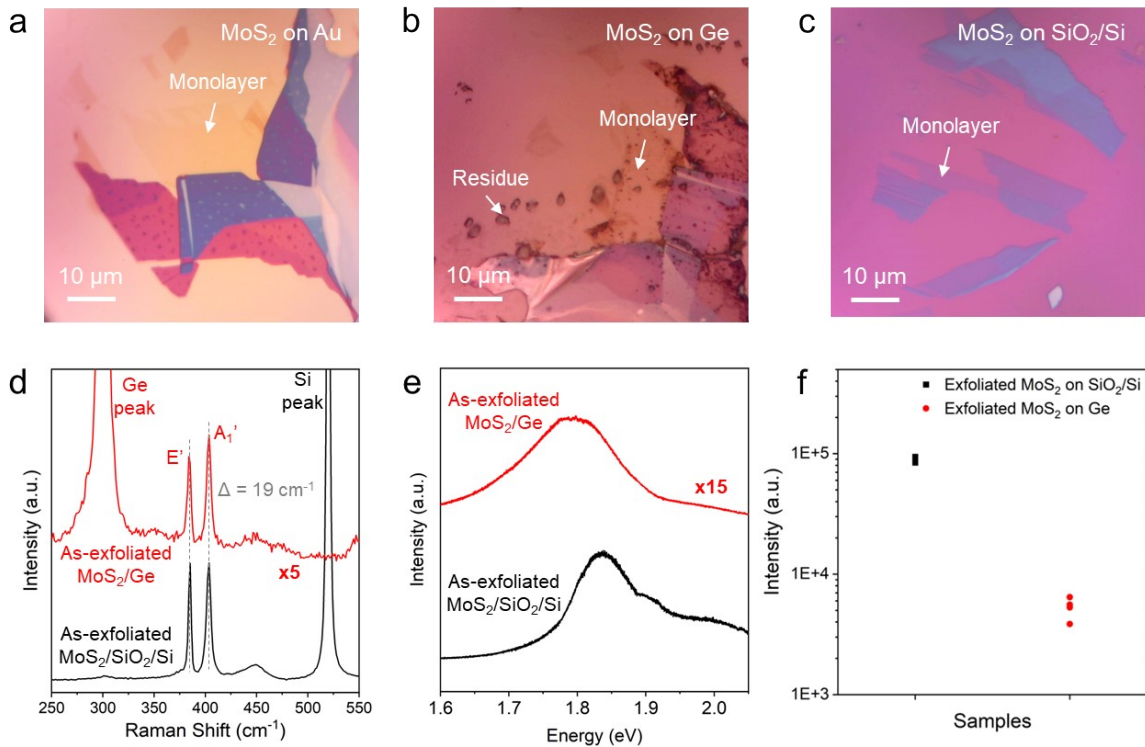 a
MoS₂ on Au
Monolayer
10 μm
b
MoS₂ on Ge
Monolayer
Residue
10 μm
c
MoS₂ on SiO₂/Si
Monolayer
10 μm
d
Ge
peak
Si
peak
E'
A₁'
Δ = 19 cm⁻¹
As-exfoliated
MoS₂/Ge
x5
As-exfoliated
MoS₂/SiO₂/Si
Intensity (a.u.)
250 300 350 400 450 500 550
Raman Shift (cm⁻¹)
e
As-exfoliated
MoS₂/Ge
x15
As-exfoliated
MoS₂/SiO₂/Si
Intensity (a.u.)
1.6 1.7 1.8 1.9 2.0
Energy (eV)
f
Exfoliated MoS₂ on SiO₂/Si
Exfoliated MoS₂ on Ge
1E+5
1E+4
1E+3
Intensity (a.u.)
Samples